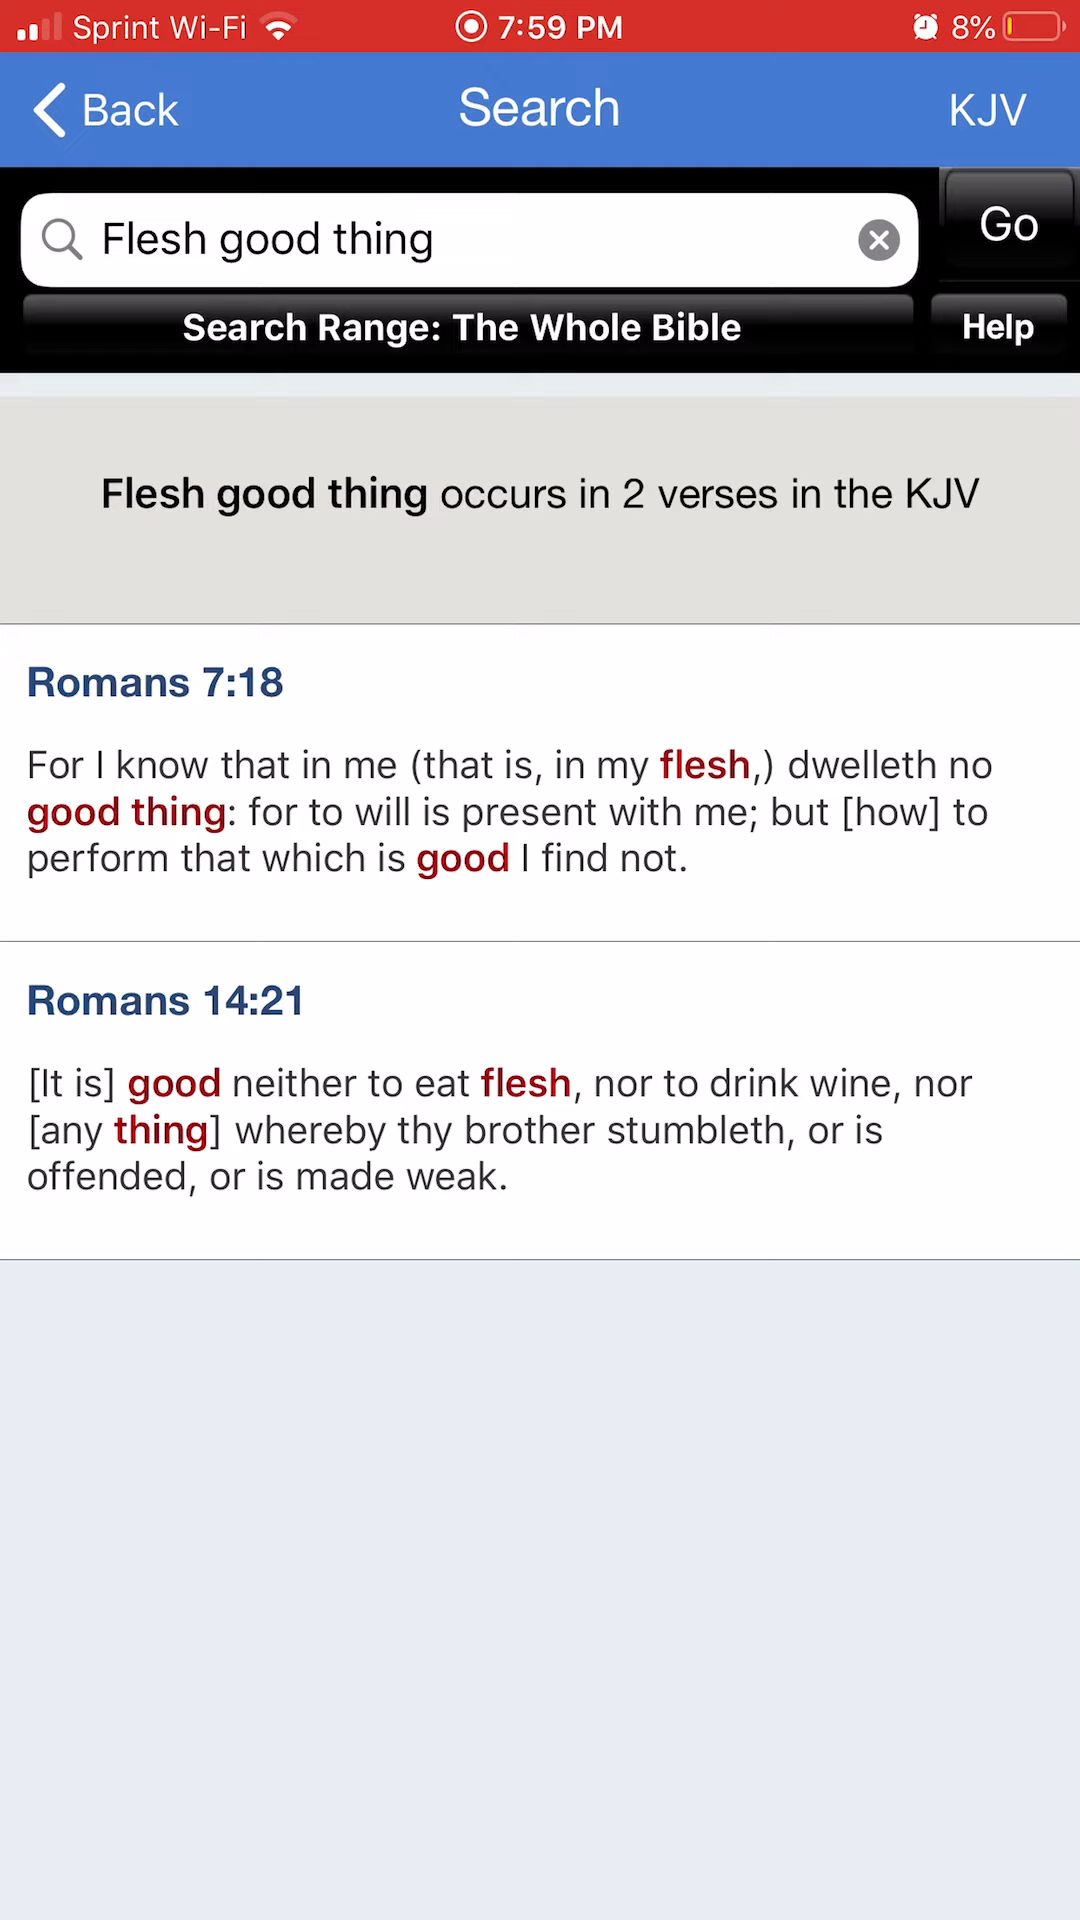 Sprint Wi-Fi 7:59 PM 8%
Back Search KJV
Flesh good thing Go
Search Range: The Whole Bible Help
Flesh good thing occurs in 2 verses in the KJV
Romans 7:18
For I know that in me (that is, in my flesh,) dwelleth no
good thing: for to will is present with me; but [how] to
perform that which is good I find not.
Romans 14:21
[It is] good neither to eat flesh, nor to drink wine, nor
[any thing] whereby thy brother stumbleth, or is
offended, or is made weak.